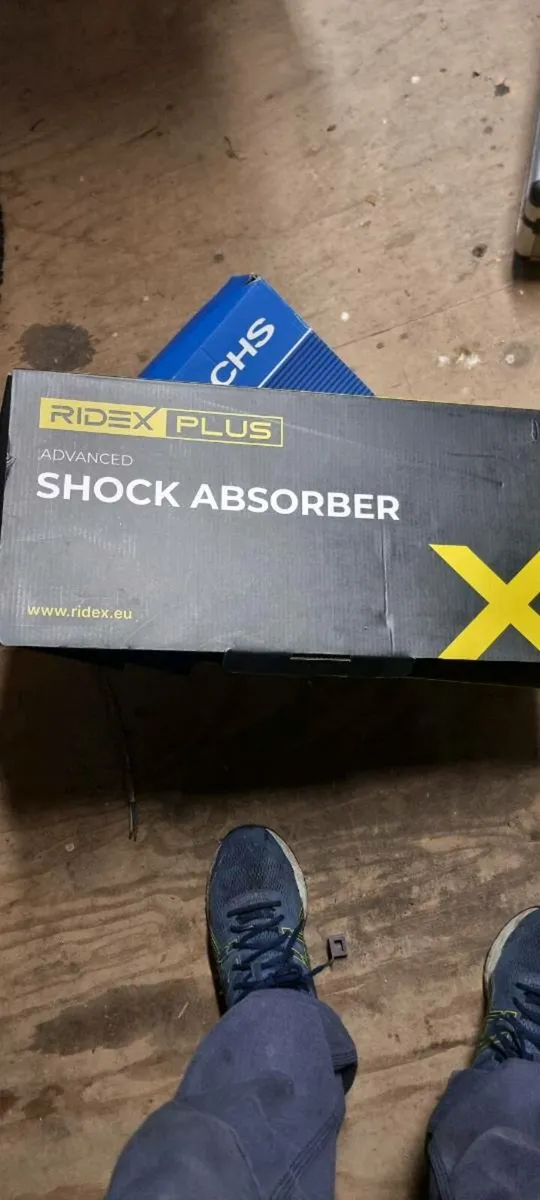 CHS
RIDEX PLUS
ADVANCED
SHOCK ABSORBER
www.ridex.eu
X